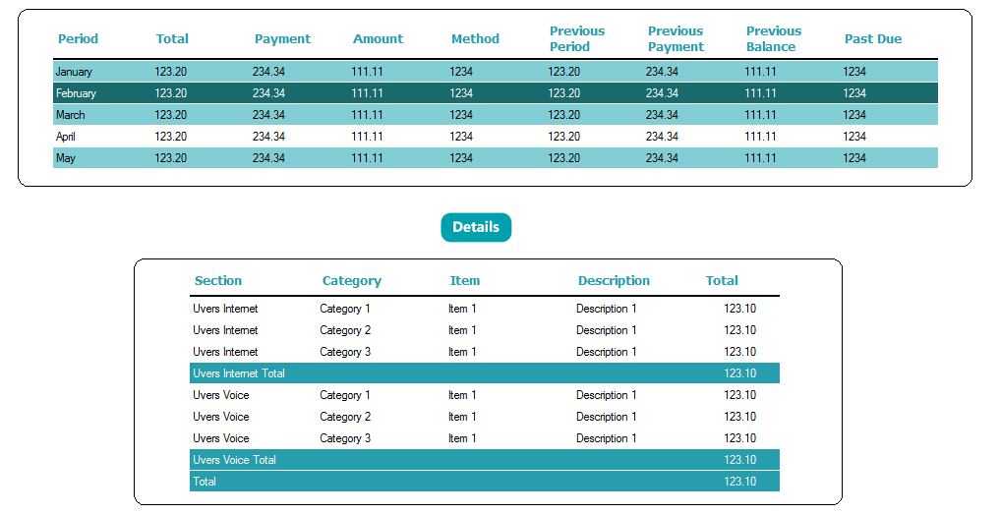 Period Total Payment Amount Method Previous Period Previous Payment Previous Balance Past Due
January 123.20 234.34 111.11 1234 123.20 234.34 111.11 1234
February 123.20 234.34 111.11 1234 123.20 234.34 111.11 1234
March 123.20 234.34 111.11 1234 123.20 234.34 111.11 1234
April 123.20 234.34 111.11 1234 123.20 234.34 111.11 1234
May 123.20 234.34 111.11 1234 123.20 234.34 111.11 1234
Details
Section Category Item Description Total
Uvers Internet Category 1 Item 1 Description 1 123.10
Uvers Internet Category 2 Item 1 Description 1 123.10
Uvers Internet Category 3 Item 1 Description 1 123.10
Uvers Internet Total 123.10
Uvers Voice Category 1 Item 1 Description 1 123.10
Uvers Voice Category 2 Item 1 Description 1 123.10
Uvers Voice Category 3 Item 1 Description 1 123.10
Uvers Voice Total 123.10
Total 123.10